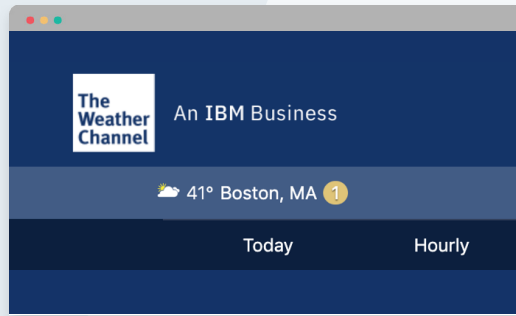 The
Weather
Channel
An IBM Business
41° Boston, MA 1
Today Hourly